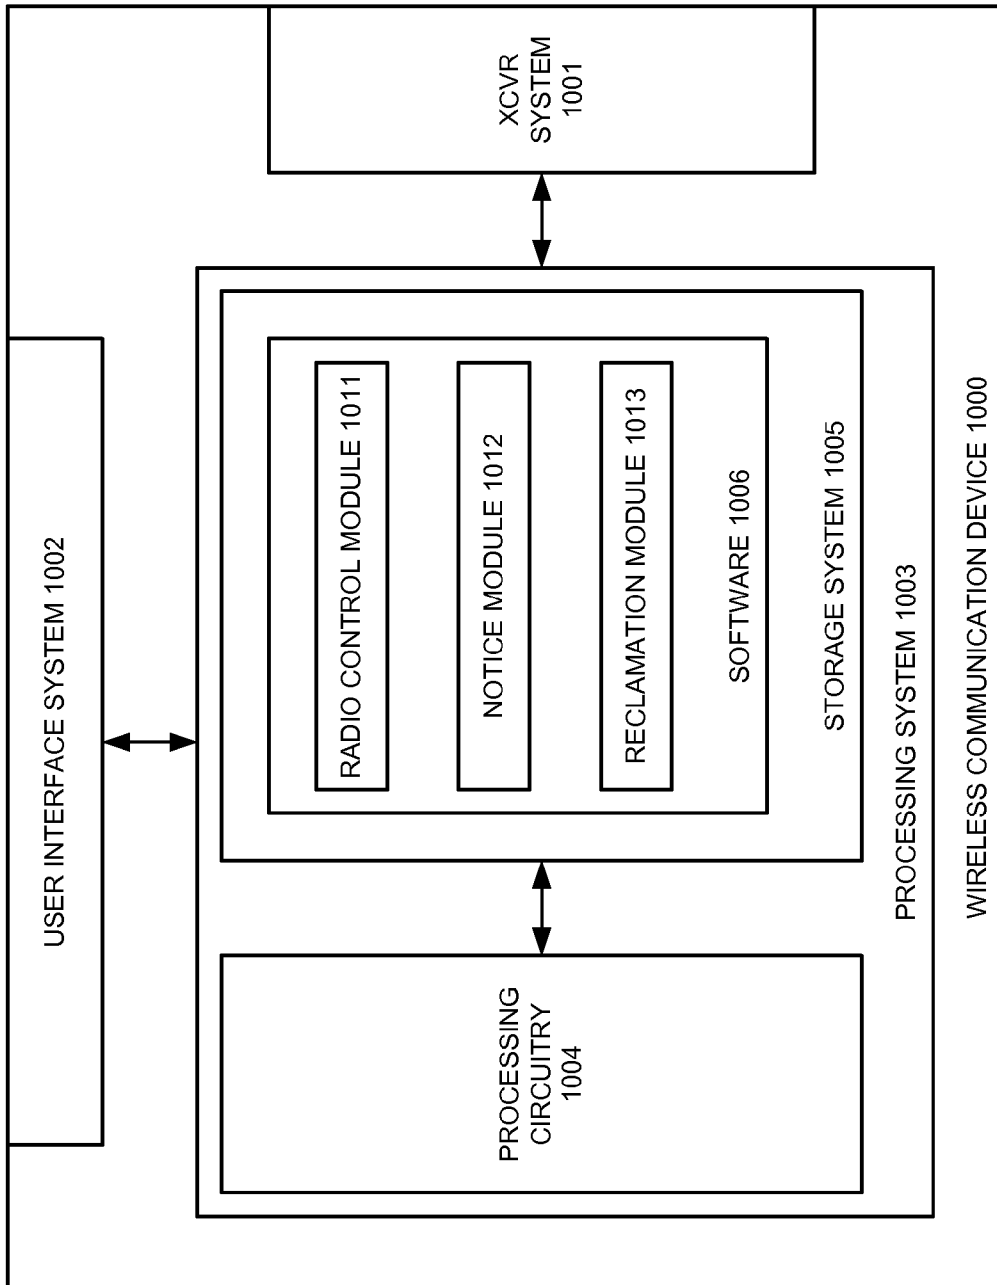 USER INTERFACE SYSTEM 1002
PROCESSING
CIRCUITRY
1004
RADIO CONTROL MODULE 1011
NOTICE MODULE 1012
RECLAMATION MODULE 1013
SOFTWARE 1006
STORAGE SYSTEM 1005
PROCESSING SYSTEM 1003
XCVR
SYSTEM
1001
WIRELESS COMMUNICATION DEVICE 1000